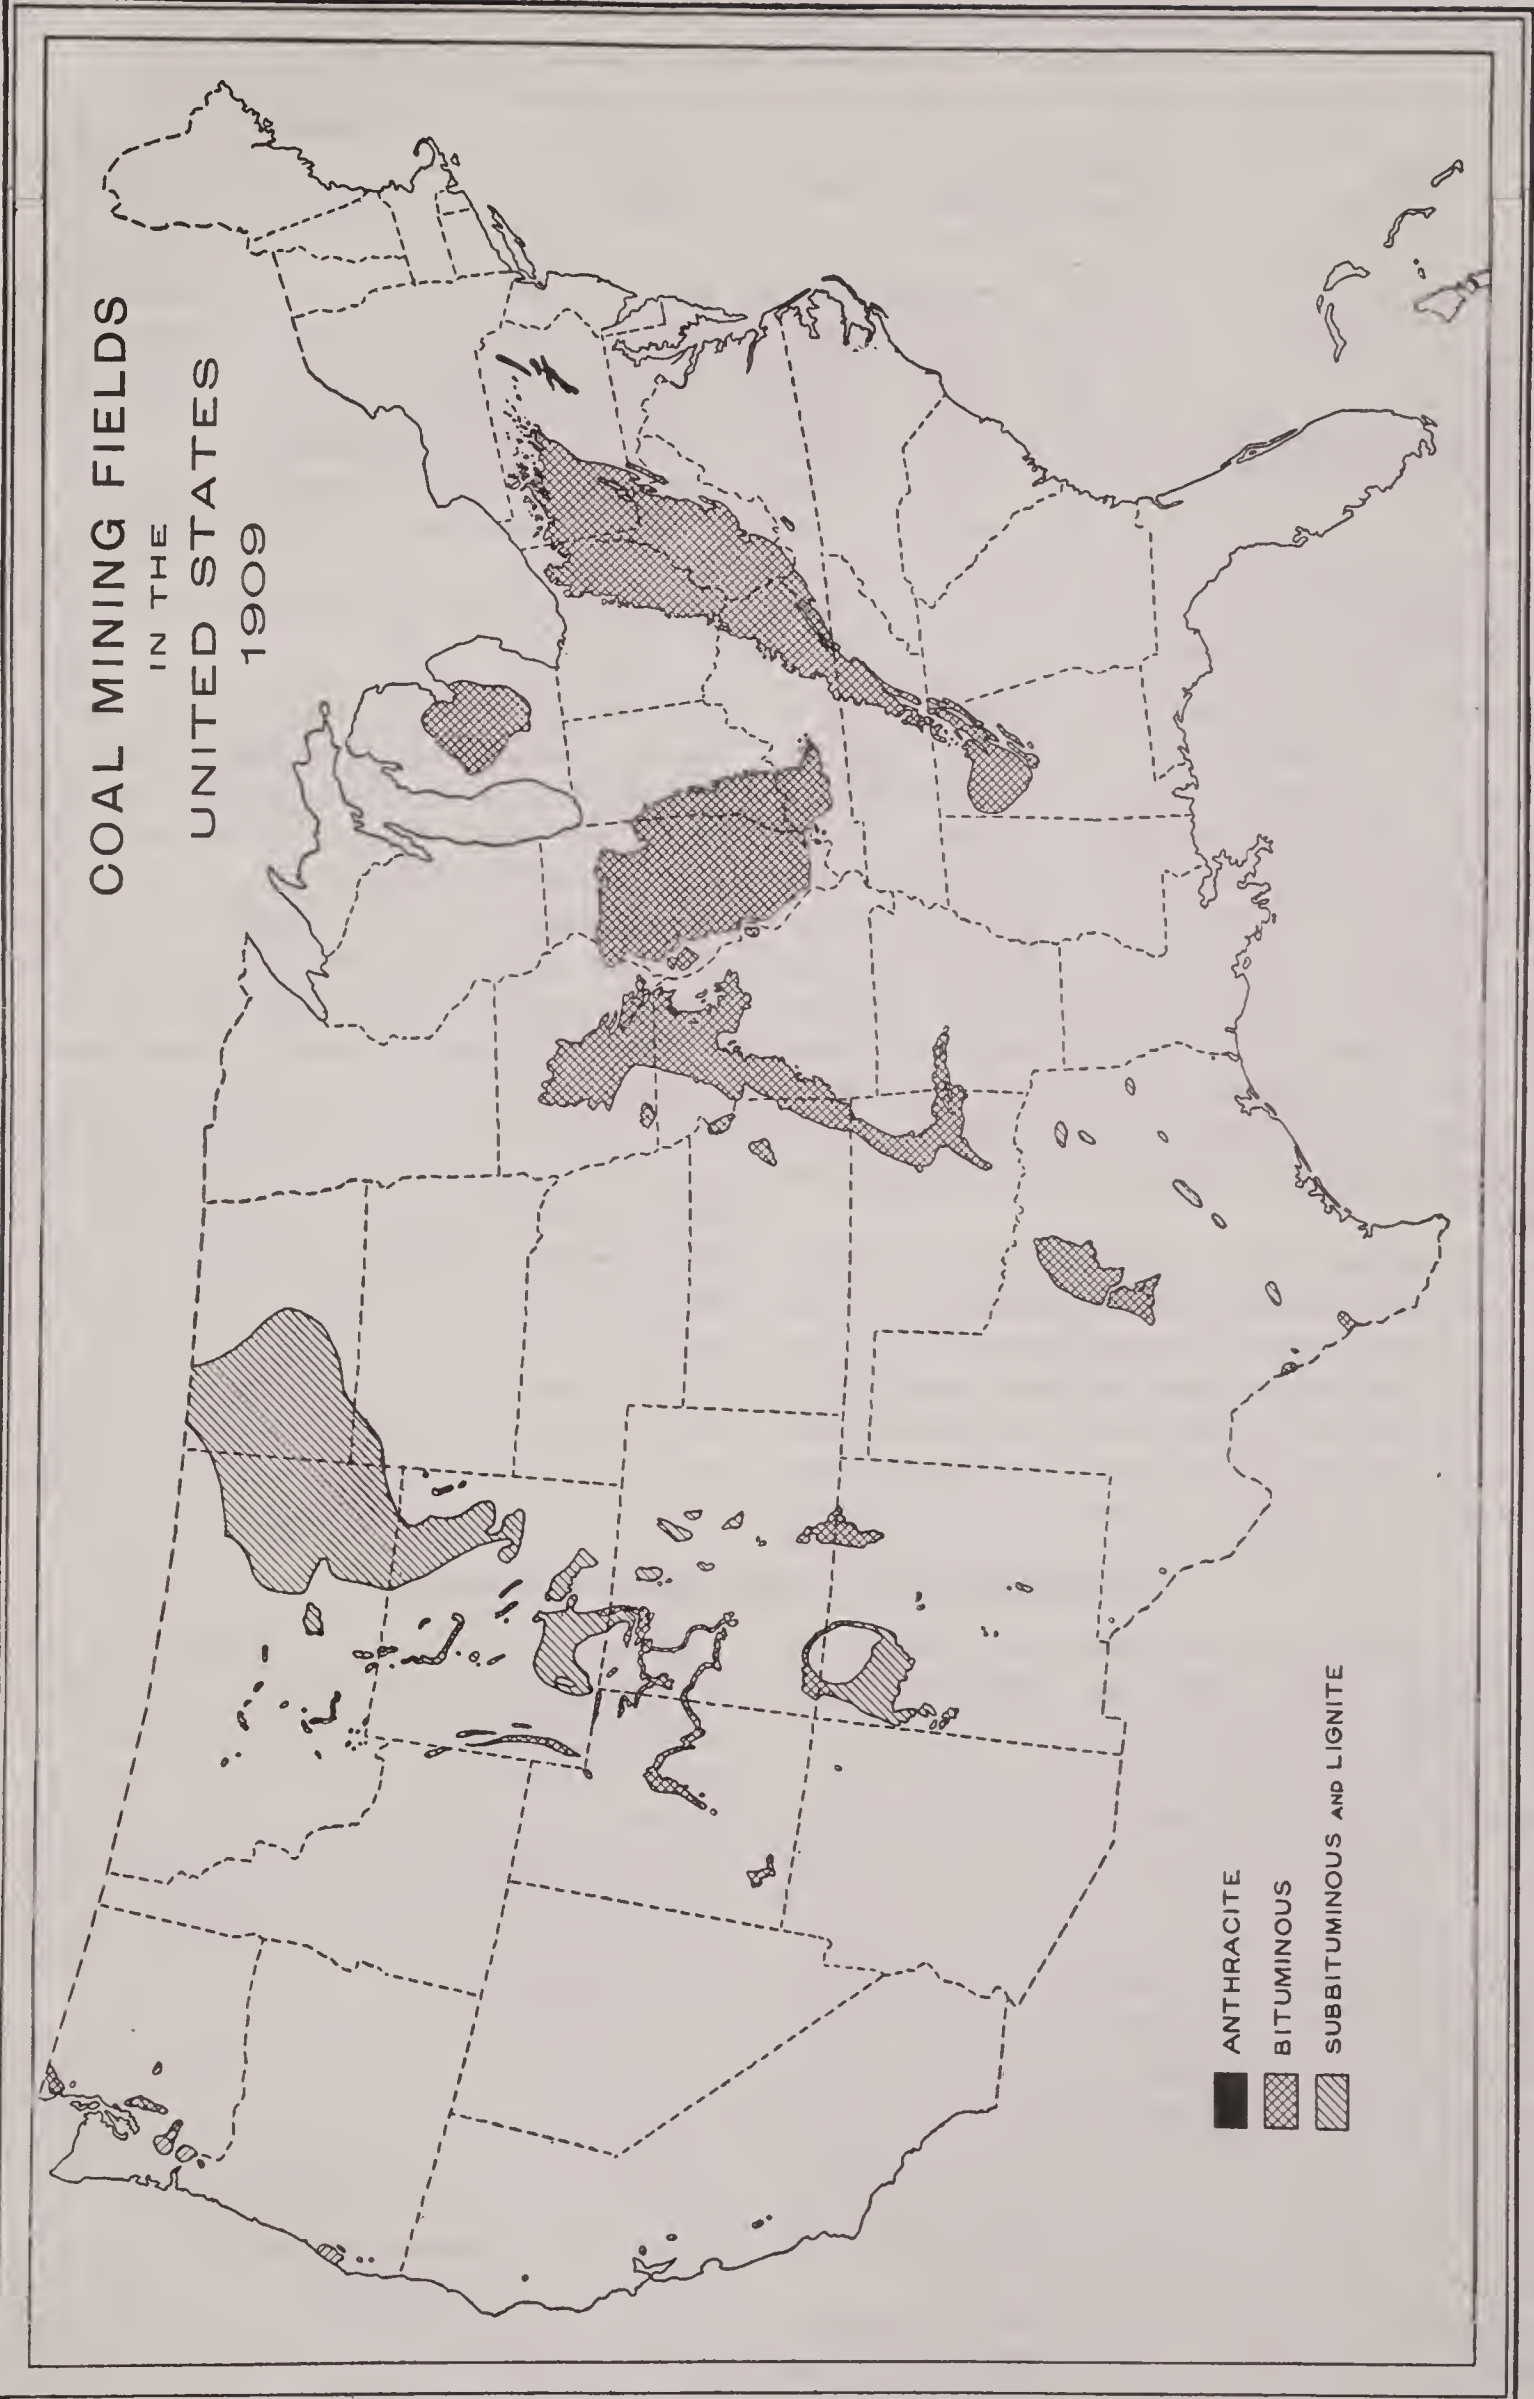 COAL MINING FIELDS
IN THE
UNITED STATES
1909
ANTHRACITE
BITUMINOUS
SUBBITUMINOUS AND LIGNITE